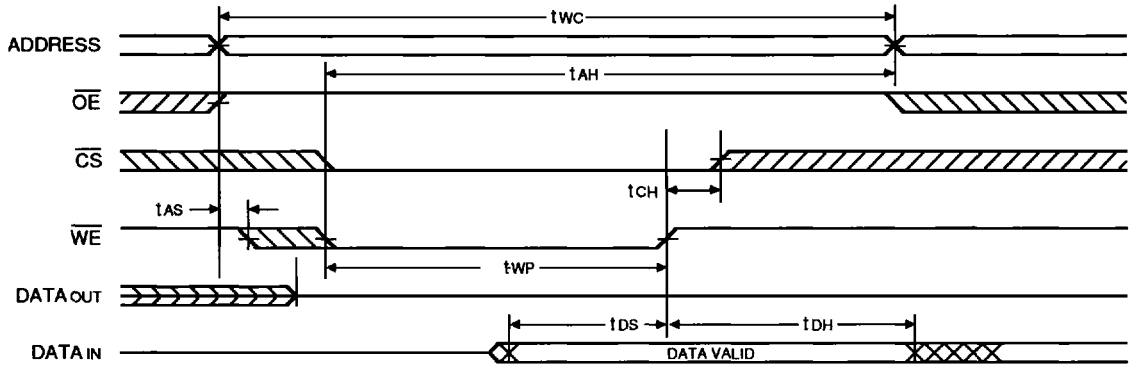 tWC
ADDRESS
tAH
OE
CS
tCH
tAS
WE
tWP
DATA OUT
tDS
tDH
DATA IN
DATA VALID